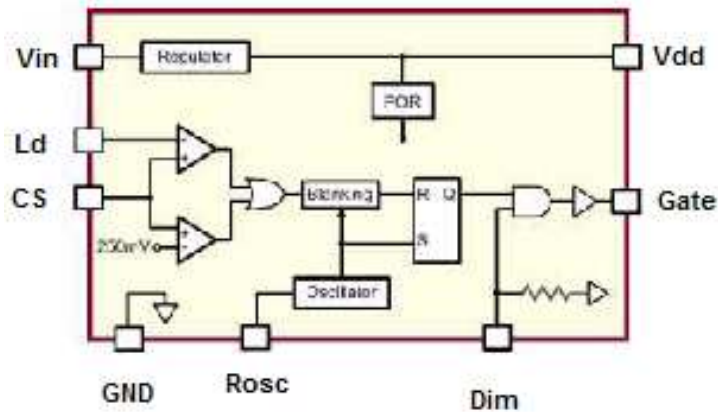 Vin
Regulator
Vdd
POR
Ld
CS
Blanking
R Q
S
Gate
250mV
Oscillator
GND
Rosc
Dim